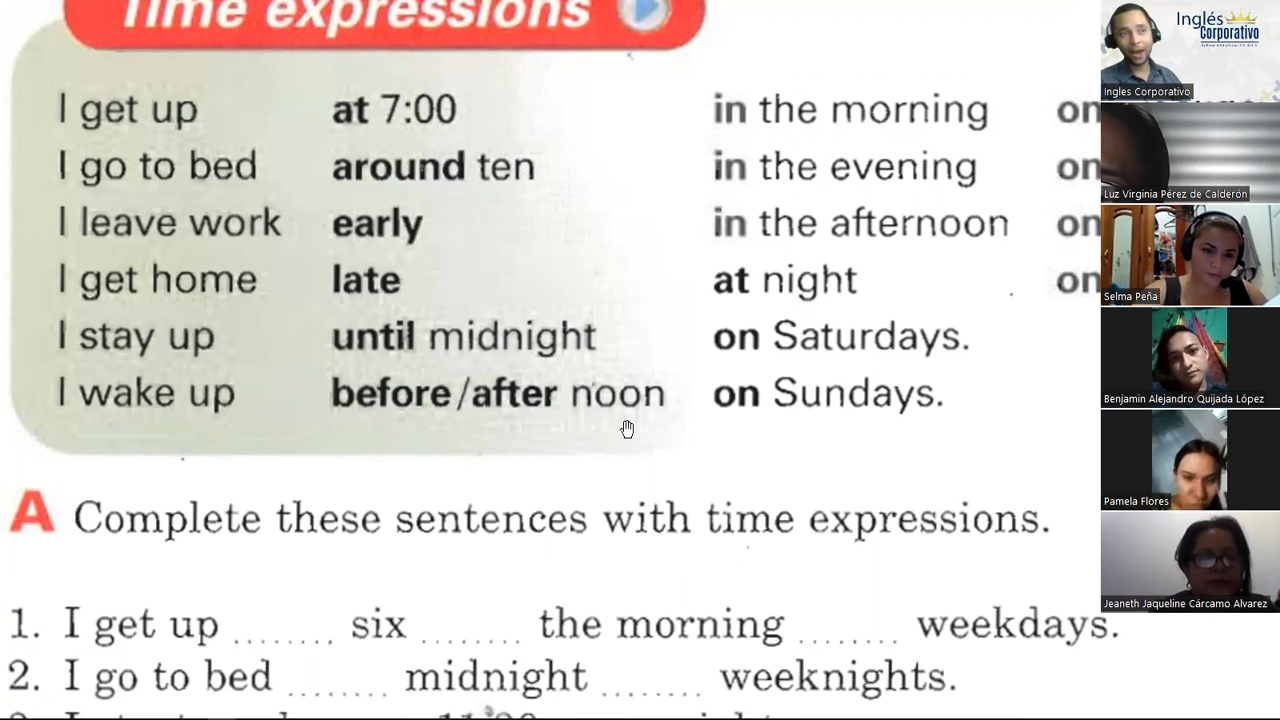 Time expressions
I get up at 7:00 in the morning on
I go to bed around ten in the evening on
I leave work early in the afternoon on
I get home late at night on
I stay up until midnight on Saturdays.
I wake up before/after noon on Sundays.
A Complete these sentences with time expressions.
1. I get up ........ six ........ the morning ........ weekdays.
2. I go to bed ........ midnight ........ weeknights.
Inglés
Corporativo
Ingles Corporativo
Luz Virginia Pérez de Calderón
Selma Peña
Benjamin Alejandro Quijada López
Pamela Flores
Jeaneth Jaqueline Cárcamo Alvarez